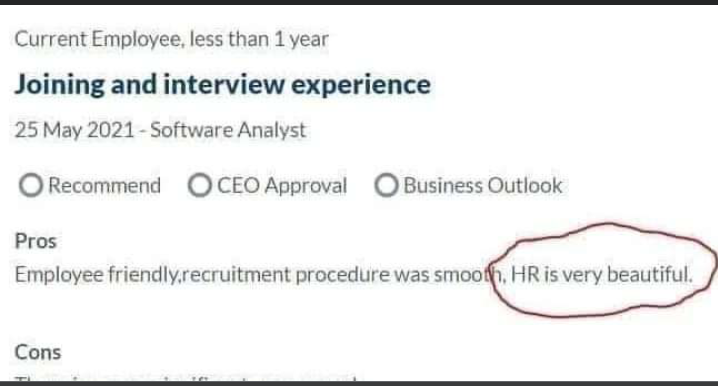 Current Employee, less than 1 year
Joining and interview experience
25 May 2021 - Software Analyst
Recommend CEO Approval Business Outlook
Pros
Employee friendly,recruitment procedure was smooth, HR is very beautiful.
Cons